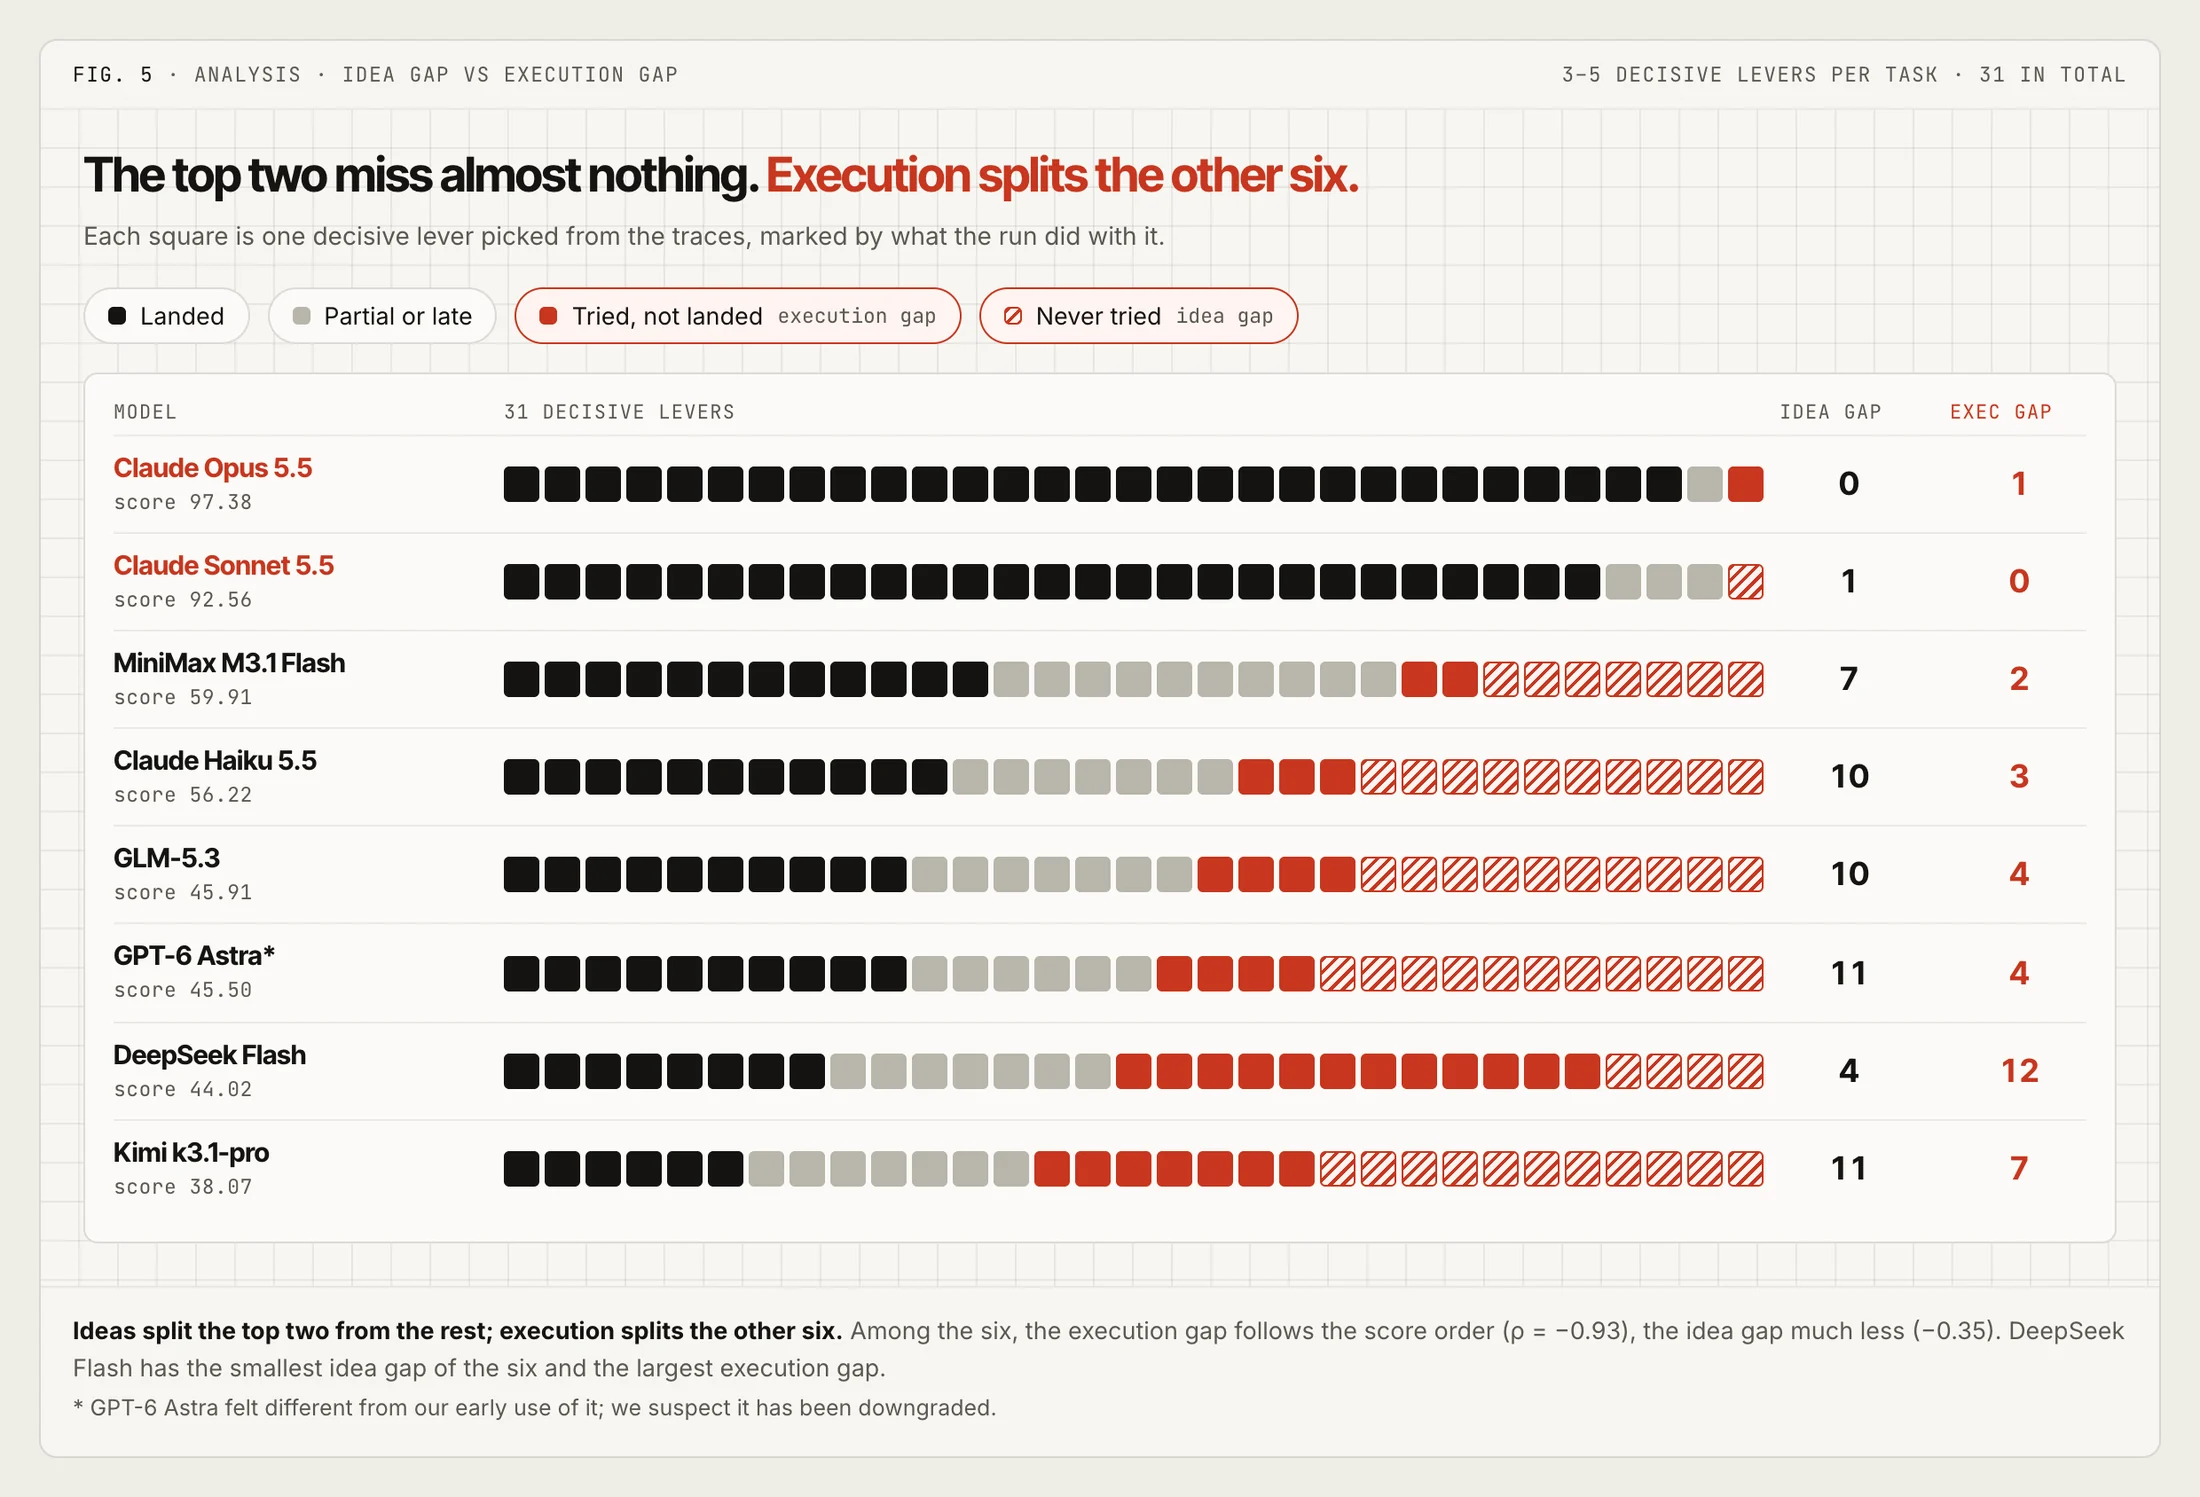 FIG. 5 · ANALYSIS · IDEA GAP VS EXECUTION GAP
3–5 DECISIVE LEVERS PER TASK · 31 IN TOTAL
The top two miss almost nothing. Execution splits the other six.
Each square is one decisive lever picked from the traces, marked by what the run did with it.
Landed
Partial or late
Tried, not landed execution gap
Never tried idea gap
MODEL 31 DECISIVE LEVERS IDEA GAP EXEC GAP
Claude Opus 5.5
score 97.38
0 1
Claude Sonnet 5.5
score 92.56
1 0
MiniMax M3.1 Flash
score 59.91
7 2
Claude Haiku 5.5
score 56.22
10 3
GLM-5.3
score 45.91
10 4
GPT-6 Astra*
score 45.50
11 4
DeepSeek Flash
score 44.02
4 12
Kimi k3.1-pro
score 38.07
11 7
Ideas split the top two from the rest; execution splits the other six. Among the six, the execution gap follows the score order (ρ = −0.93), the idea gap much less (−0.35). DeepSeek
Flash has the smallest idea gap of the six and the largest execution gap.
* GPT-6 Astra felt different from our early use of it; we suspect it has been downgraded.